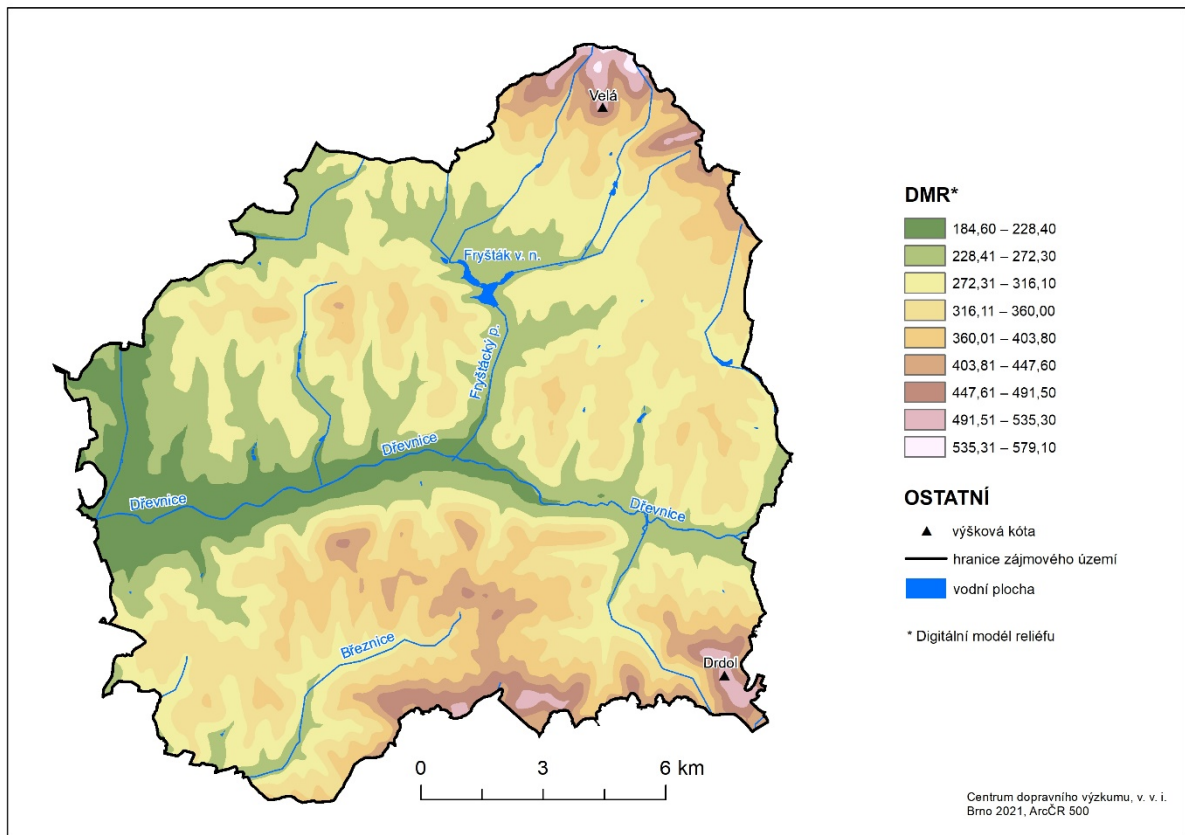 Velá
Fryšták v. n.
Fryštácký p.
Dřevnice
Dřevnice
Dřevnice
Březnice
Drdol
0 3 6 km
DMR*
184,60 – 228,40
228,41 – 272,30
272,31 – 316,10
316,11 – 360,00
360,01 – 403,80
403,81 – 447,60
447,61 – 491,50
491,51 – 535,30
535,31 – 579,10
OSTATNÍ
výšková kóta
hranice zájmového území
vodní plocha
* Digitální modél reliéfu
Centrum dopravního výzkumu, v. v. i.
Brno 2021, ArcČR 500